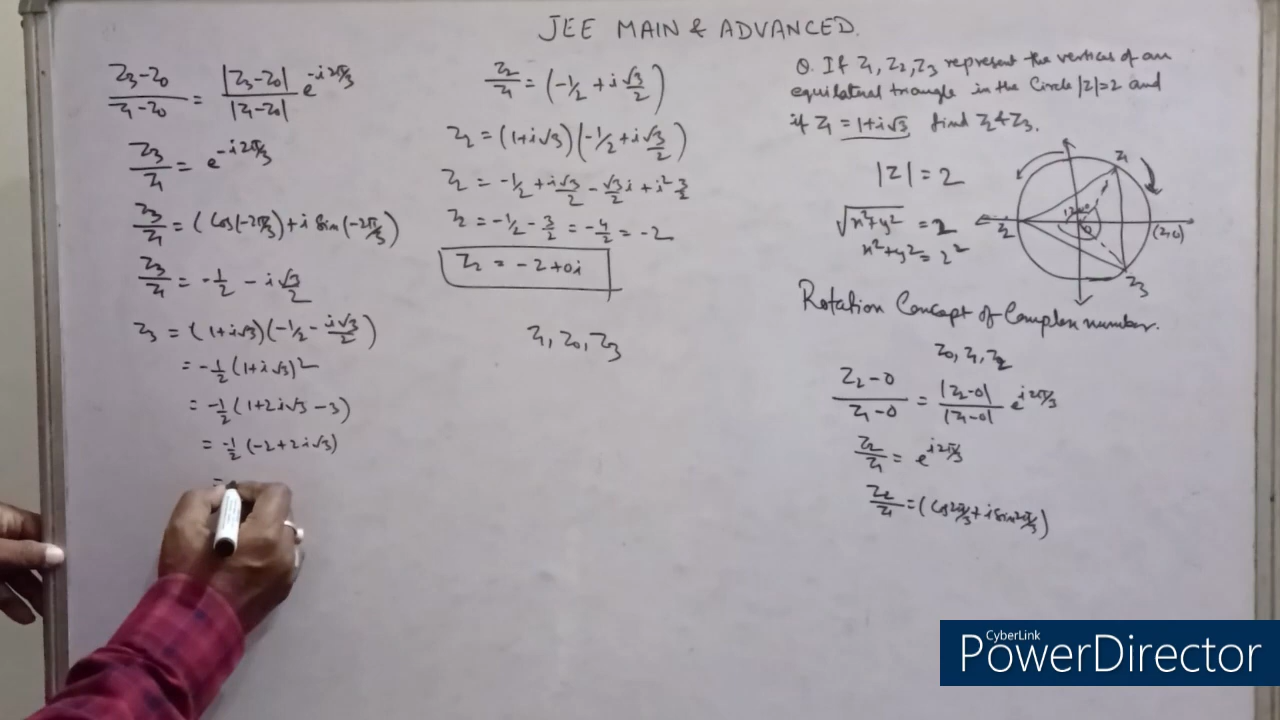 JEE MAIN & ADVANCED.
Q. If Z₁, Z₂, Z₃ represent the vertices of an
equilateral triangle in the Circle |Z|=2 and
if Z₁ = 1+i√3 find Z₂ & Z₃.
|Z| = 2
√(x²+y²) = 2
x²+y² = 2²
Z₁
Z₂
0
(2,0)
Z₃
Rotation Concept of Complex number.
Z₀, Z₁, Z₂
(Z₂-0)/(Z₁-0) = |Z₂-0|/|Z₁-0| e^(i2π/3)
Z₂/Z₁ = e^(i2π/3)
Z₂/Z₁ = (Cos2π/3 + i Sin2π/3)
Z₂/Z₁ = (-1/2 + i√3/2)
Z₂ = (1+i√3)(-1/2 + i√3/2)
Z₂ = -1/2 + i√3/2 - √3/2 i + i² 3/2
Z₂ = -1/2 - 3/2 = -4/2 = -2
Z₂ = -2+0i
Z₁, Z₀, Z₃
(Z₃-Z₀)/(Z₁-Z₀) = |Z₃-Z₀|/|Z₁-Z₀| e^(-i2π/3)
Z₃/Z₁ = e^(-i2π/3)
Z₃/Z₁ = (Cos(-2π/3) + i Sin(-2π/3)
Z₃/Z₁ = -1/2 - i√3/2
Z₃ = (1+i√3)(-1/2 - i√3/2)
= -1/2 (1+i√3)²
= -1/2 (1+2i√3 -3)
= -1/2 (-2+2i√3)
=
CyberLink
PowerDirector